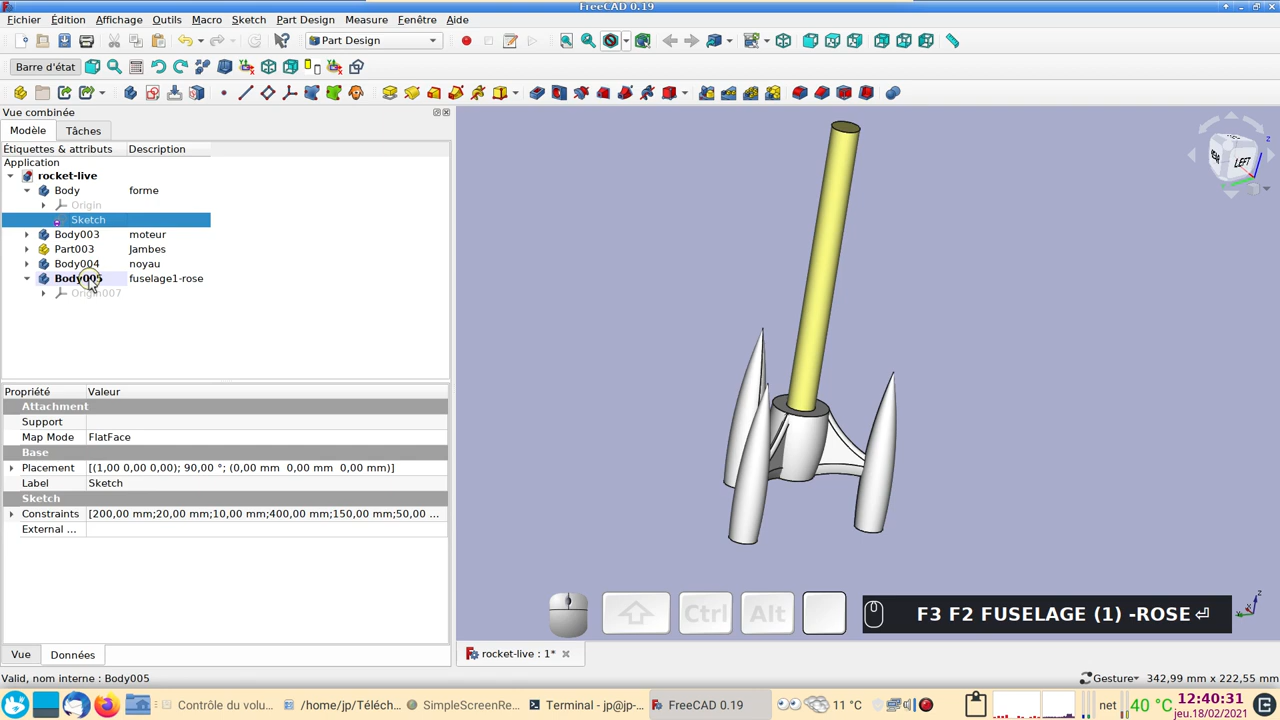 FreeCAD 0.19
Fichier Édition Affichage Outils Macro Sketch Part Design Measure Fenêtre Aide
Part Design
Barre d'état
Vue combinée
Modèle Tâches
Étiquettes & attributs Description
Application
rocket-live
Body forme
Origin
Sketch
Body003 moteur
Part003 Jambes
Body004 noyau
Body005 fuselage1-rose
Origin007
Propriété Valeur
Attachment
Support
Map Mode FlatFace
Base
Placement [(1,00 0,00 0,00); 90,00 °; (0,00 mm 0,00 mm 0,00 mm)]
Label Sketch
Sketch
Constraints [200,00 mm;20,00 mm;10,00 mm;400,00 mm;150,00 mm;50,00 ...
External ...
LEFT
Z
Ctrl Alt
F3 F2 FUSELAGE (1) -ROSE⏎
Vue Données
rocket-live : 1*
Valid, nom interne : Body005
Gesture 342,99 mm x 222,55 mm
Contrôle du volu... /home/jp/Téléch... SimpleScreenRe... Terminal - jp@jp-... FreeCAD 0.19
11 °C
net
40 °C
12:40:31
jeu.18/02/2021